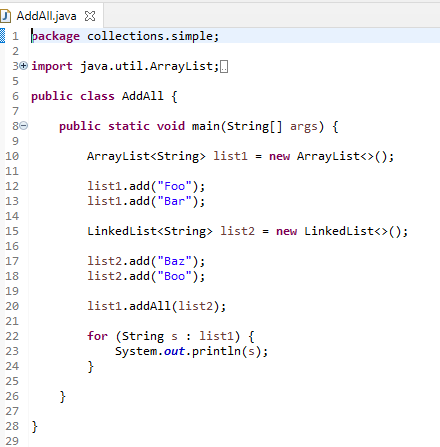 AddAll.java
1 package collections.simple;
2
3 import java.util.ArrayList;
5
6 public class AddAll {
7
8 public static void main(String[] args) {
9
10 ArrayList<String> list1 = new ArrayList<>();
11
12 list1.add("Foo");
13 list1.add("Bar");
14
15 LinkedList<String> list2 = new LinkedList<>();
16
17 list2.add("Baz");
18 list2.add("Boo");
19
20 list1.addAll(list2);
21
22 for (String s : list1) {
23 System.out.println(s);
24 }
25
26 }
27
28 }
29